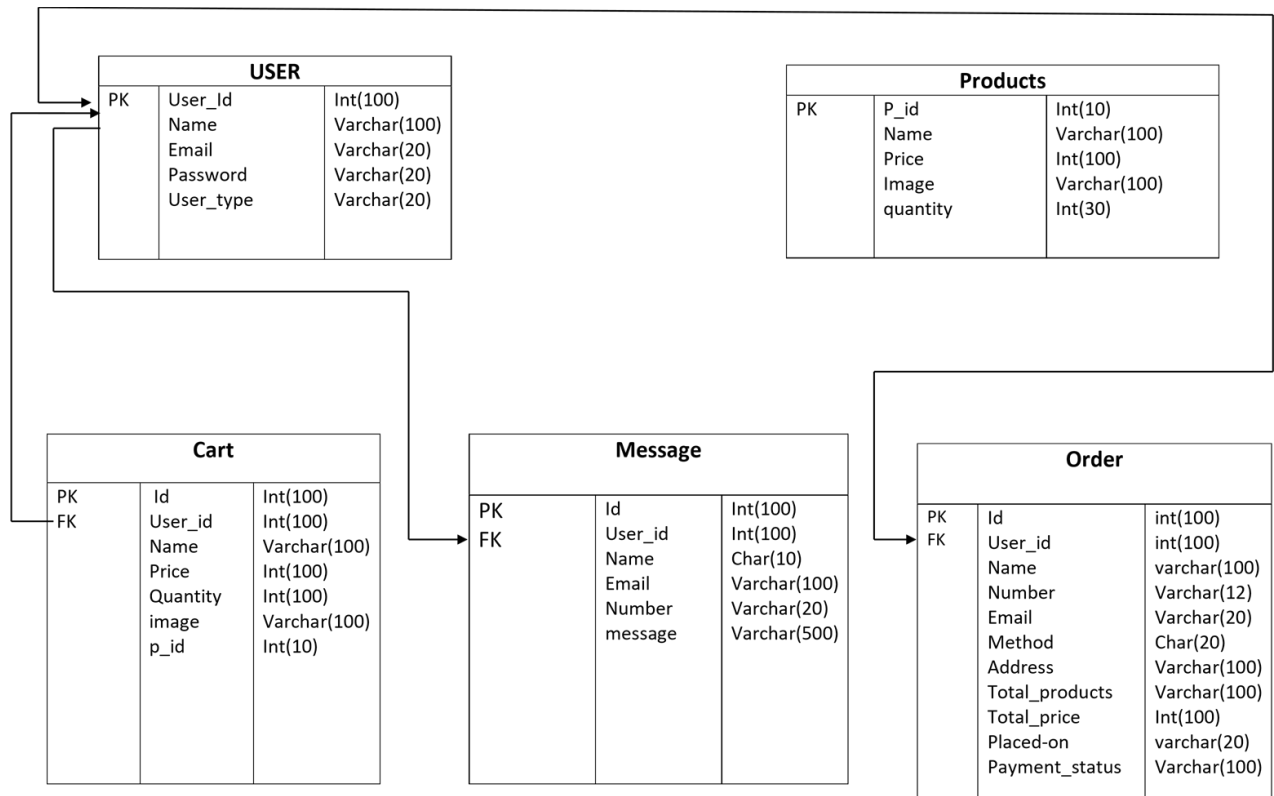 USER
PK User_Id Int(100)
Name Varchar(100)
Email Varchar(20)
Password Varchar(20)
User_type Varchar(20)
Products
PK P_id Int(10)
Name Varchar(100)
Price Int(100)
Image Varchar(100)
quantity Int(30)
Cart
PK Id Int(100)
FK User_id Int(100)
Name Varchar(100)
Price Int(100)
Quantity Int(100)
image Varchar(100)
p_id Int(10)
Message
PK Id Int(100)
FK User_id Int(100)
Name Char(10)
Email Varchar(100)
Number Varchar(20)
message Varchar(500)
Order
PK Id int(100)
FK User_id int(100)
Name varchar(100)
Number Varchar(12)
Email Varchar(20)
Method Char(20)
Address Varchar(100)
Total_products Varchar(100)
Total_price Int(100)
Placed-on varchar(20)
Payment_status Varchar(100)